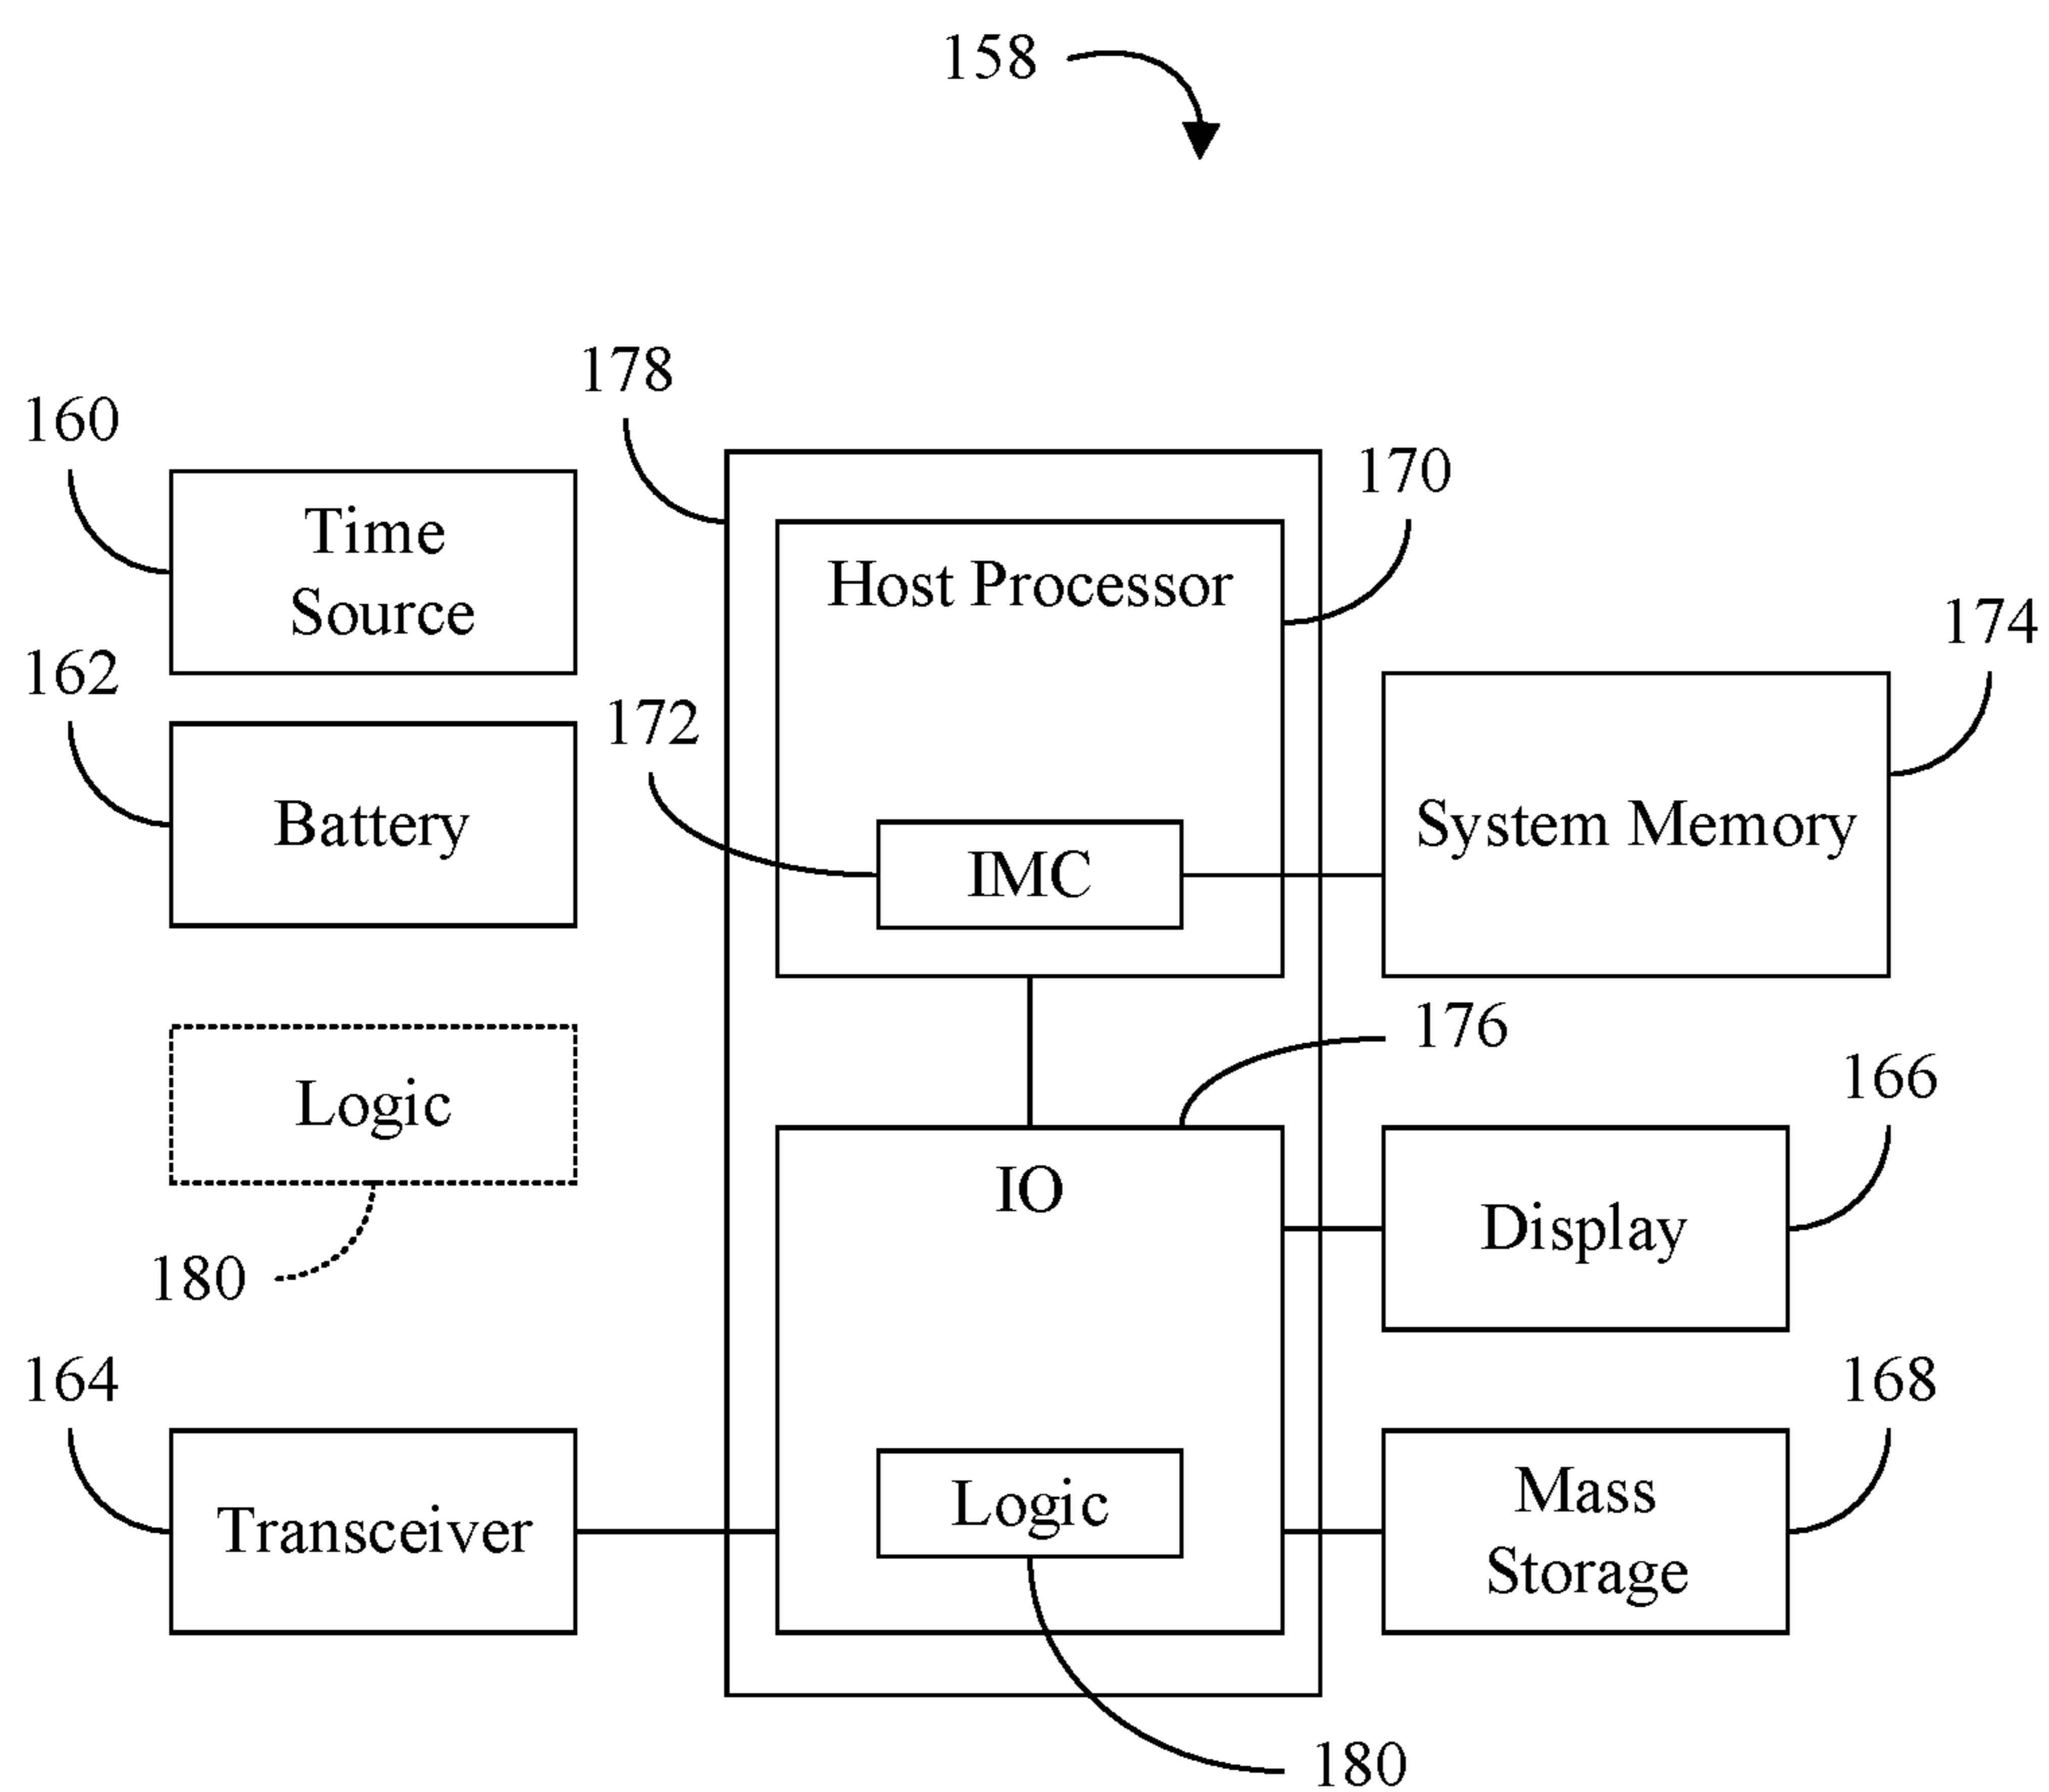 158
178
160
170
Time
Source
Host Processor
174
162
172
Battery
System Memory
IMC
176
166
Logic
IO
Display
180
164
168
Transceiver
Logic
Mass
Storage
180